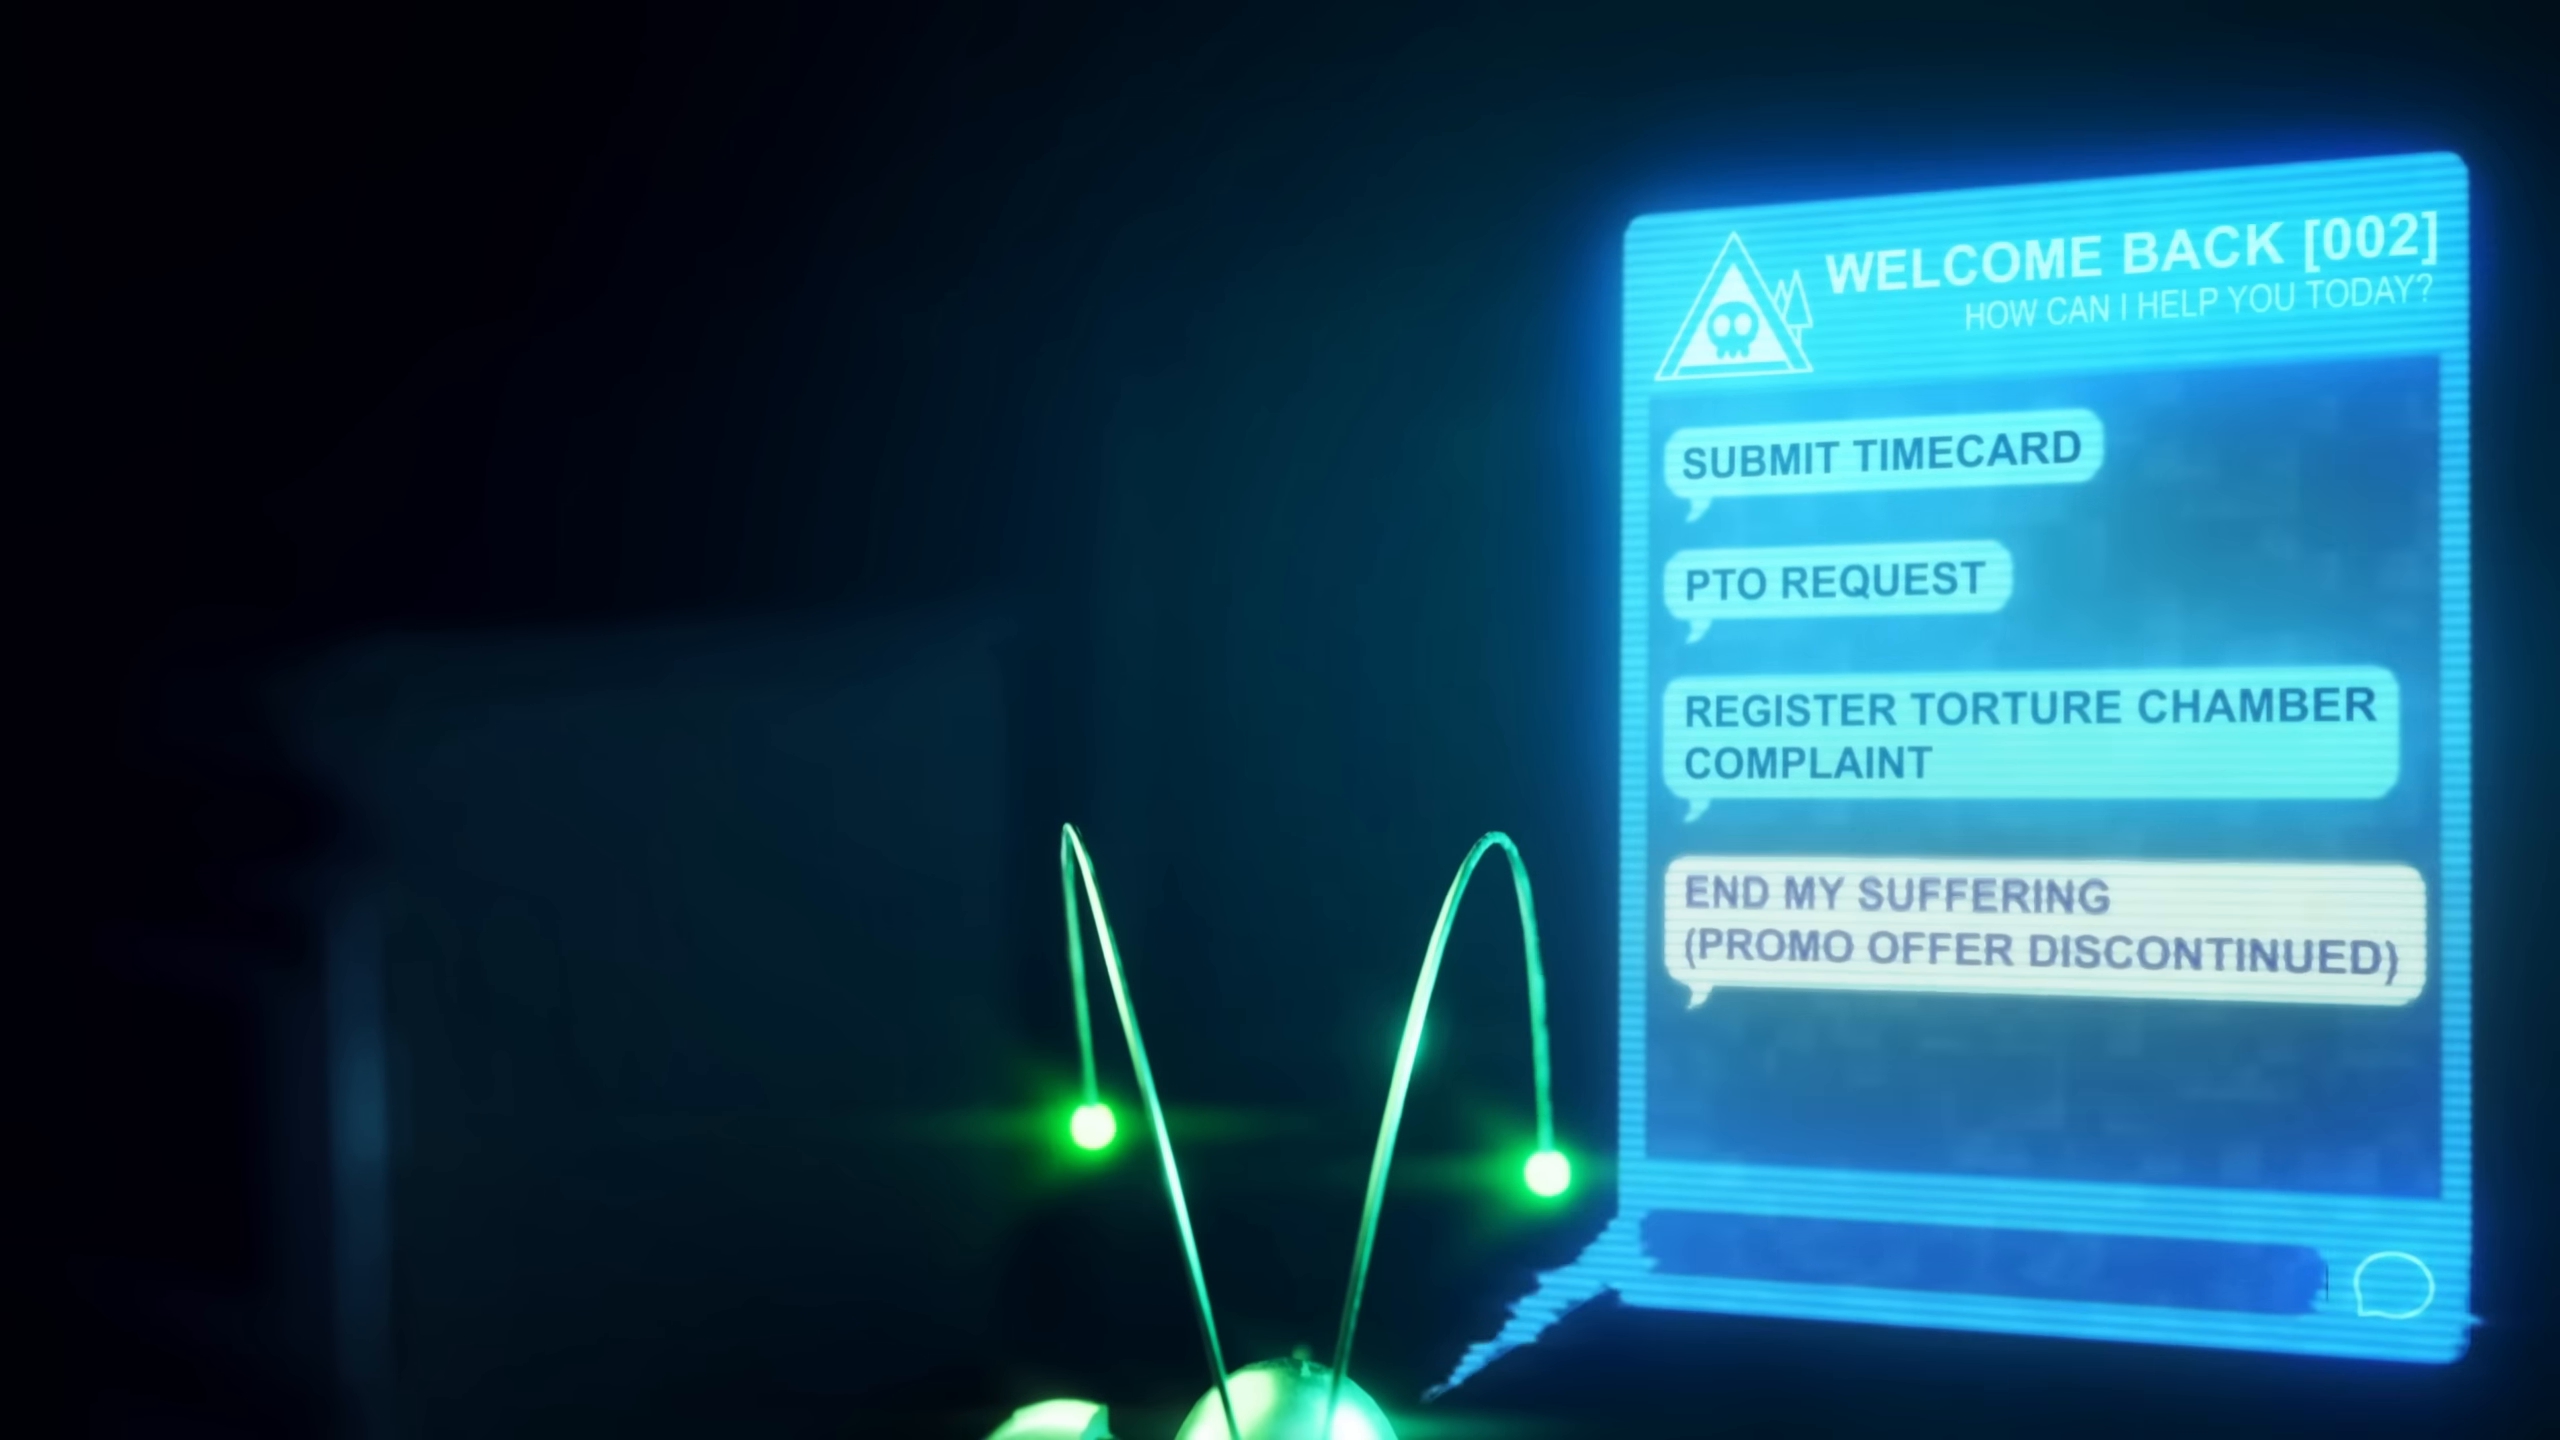 WELCOME BACK [002]
HOW CAN I HELP YOU TODAY?
SUBMIT TIMECARD
PTO REQUEST
REGISTER TORTURE CHAMBER
COMPLAINT
END MY SUFFERING
(PROMO OFFER DISCONTINUED)